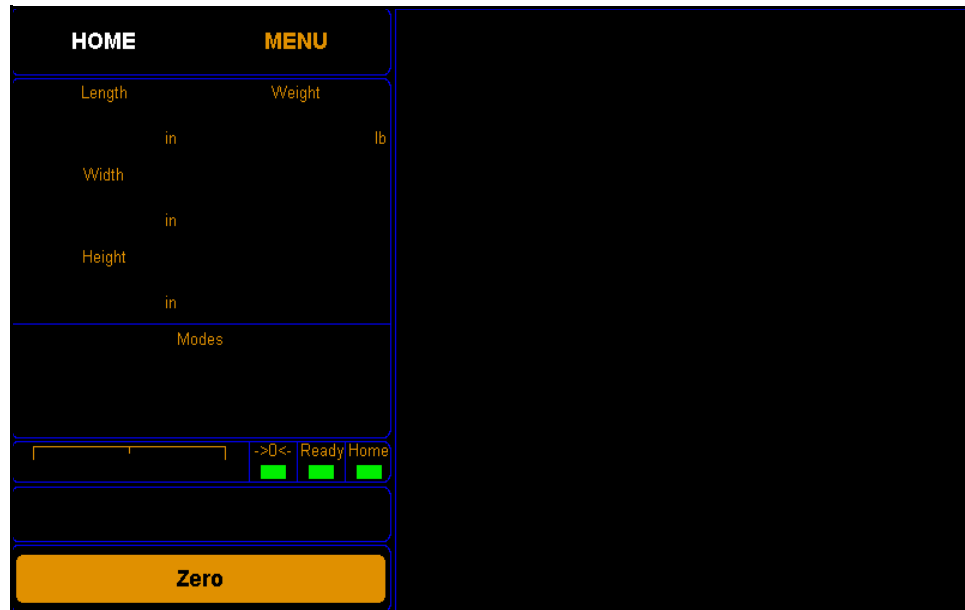 HOME MENU
Length Weight
in lb
Width
in
Height
in
Modes
->0<- Ready Home
Zero